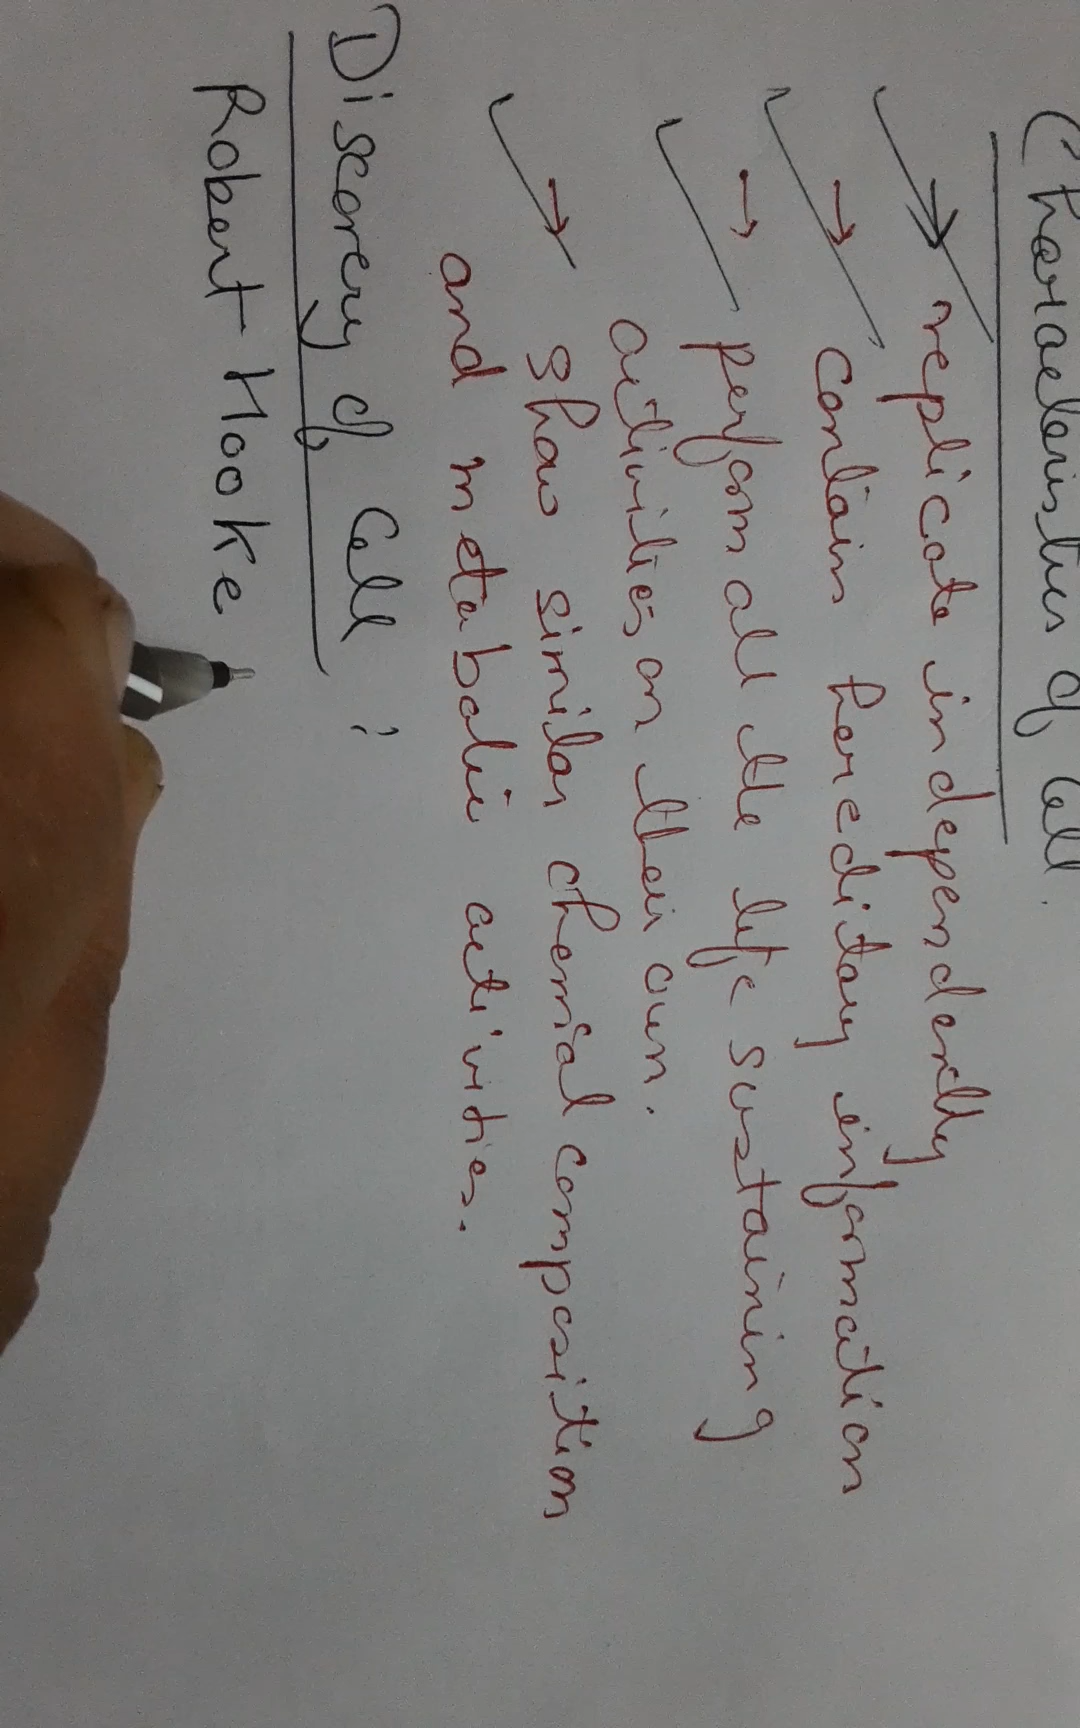 Characteristics of Cell.
→ replicate independently
→ contain hereditary information
→ perform all the life sustaining
activities on their own.
→ show similar chemical composition
and metabolic activities.
Discovery of Cell :
Robert Hooke